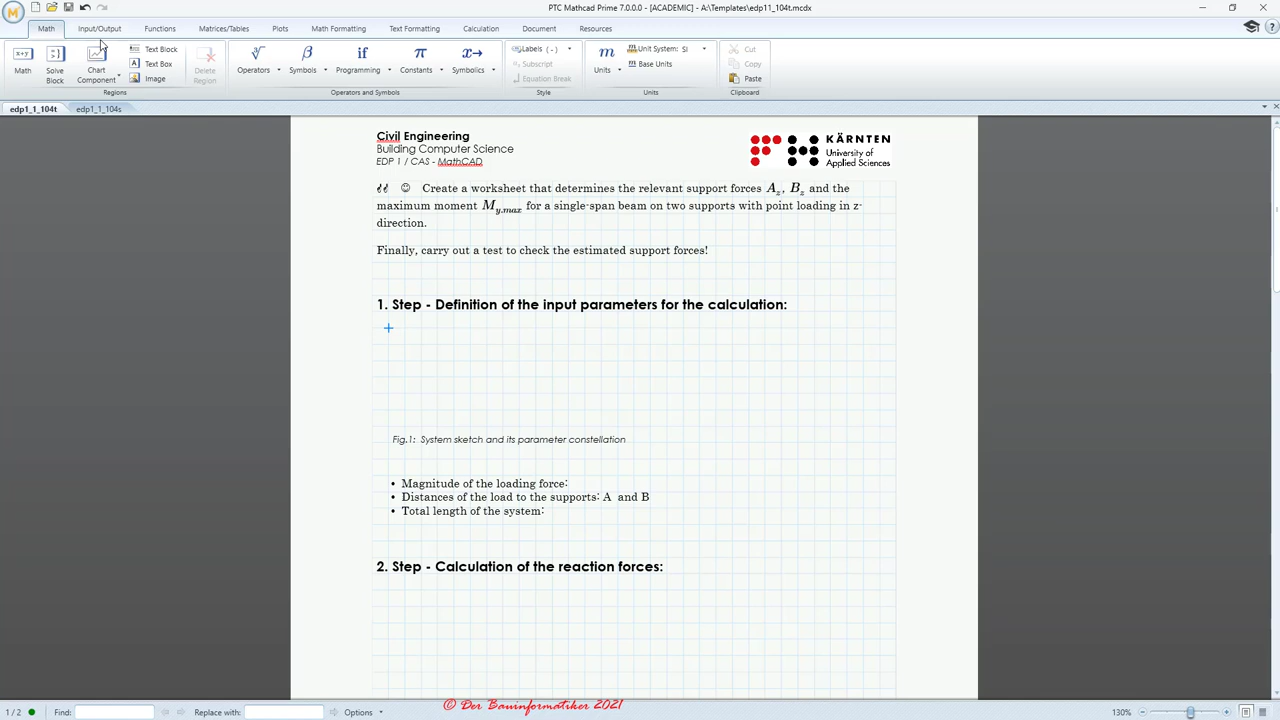 PTC Mathcad Prime 7.0.0.0 - [ACADEMIC] - A:\Templates\edp11_104t.mcdx
Math Input/Output Functions Matrices/Tables Plots Math Formatting Text Formatting Calculation Document Resources
Math
Solve Block
Chart Component
Text Block
Text Box
Image
Delete Region
Operators
Symbols
Programming
Constants
Symbolics
Labels ( - )
Subscript
Equation Break
Units
Unit System: SI
Base Units
Cut
Copy
Paste
Regions Operators and Symbols Style Units Clipboard
edp1_1_104t edp1_1_104s
Civil Engineering
Building Computer Science
EDP 1 / CAS - MathCAD
KÄRNTEN
University of
Applied Sciences
☺ Create a worksheet that determines the relevant support forces A_z, B_z and the
maximum moment M_y.max for a single-span beam on two supports with point loading in z-
direction.
Finally, carry out a test to check the estimated support forces!
1. Step - Definition of the input parameters for the calculation:
Fig.1: System sketch and its parameter constellation
• Magnitude of the loading force:
• Distances of the load to the supports: A and B
• Total length of the system:
2. Step - Calculation of the reaction forces:
© Der Bauinformatiker 2021
1 / 2 Find: Replace with: Options 130%